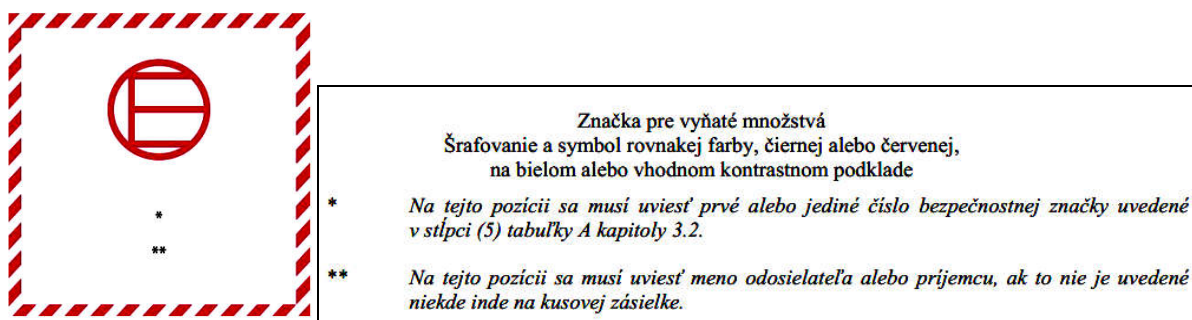 E
*
**
Značka pre vyňaté množstvá
Šrafovanie a symbol rovnakej farby, čiernej alebo červenej,
na bielom alebo vhodnom kontrastnom podklade
* Na tejto pozícii sa musí uviesť prvé alebo jediné číslo bezpečnostnej značky uvedené
v stĺpci (5) tabuľky A kapitoly 3.2.
** Na tejto pozícii sa musí uviesť meno odosielateľa alebo príjemcu, ak to nie je uvedené
niekde inde na kusovej zásielke.